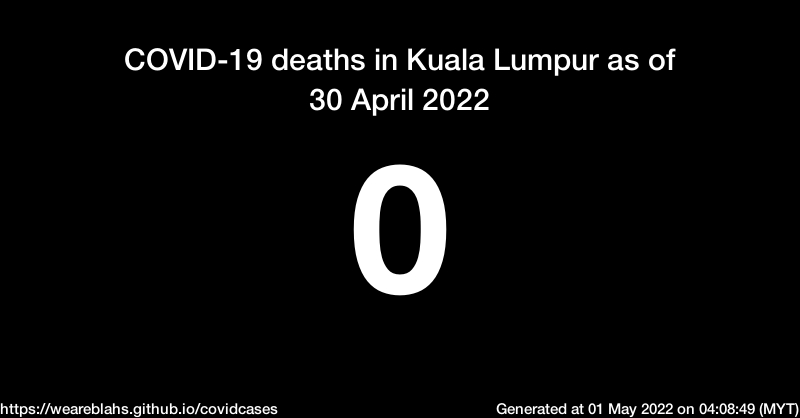 COVID-19 deaths in Kuala Lumpur as of
30 April 2022
0
https://weareblahs.github.io/covidcases
Generated at 01 May 2022 on 04:08:49 (MYT)